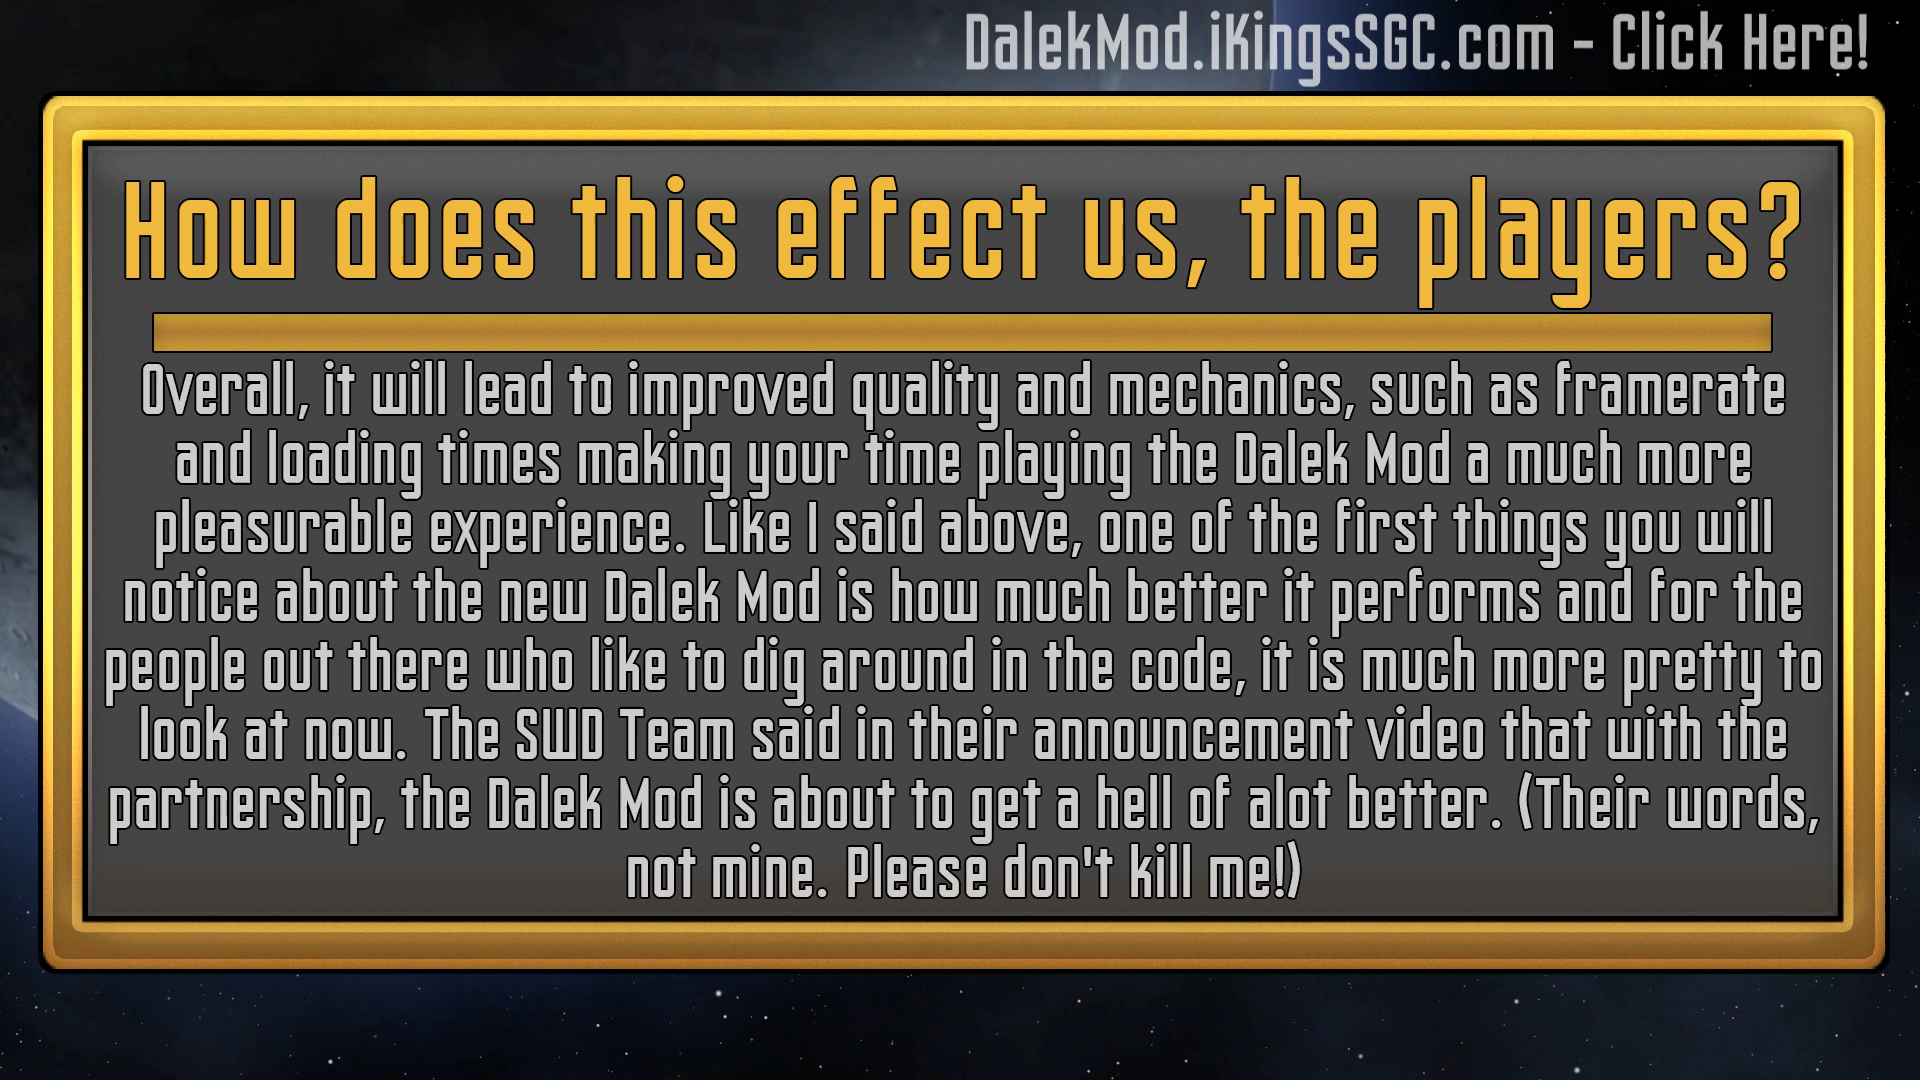 DalekMod.iKingsSGC.com - Click Here!
How does this effect us, the players?
Overall, it will lead to improved quality and mechanics, such as framerate
and loading times making your time playing the Dalek Mod a much more
pleasurable experience. Like I said above, one of the first things you will
notice about the new Dalek Mod is how much better it performs and for the
people out there who like to dig around in the code, it is much more pretty to
look at now. The SWD Team said in their announcement video that with the
partnership, the Dalek Mod is about to get a hell of alot better. (Their words,
not mine. Please don't kill me!)